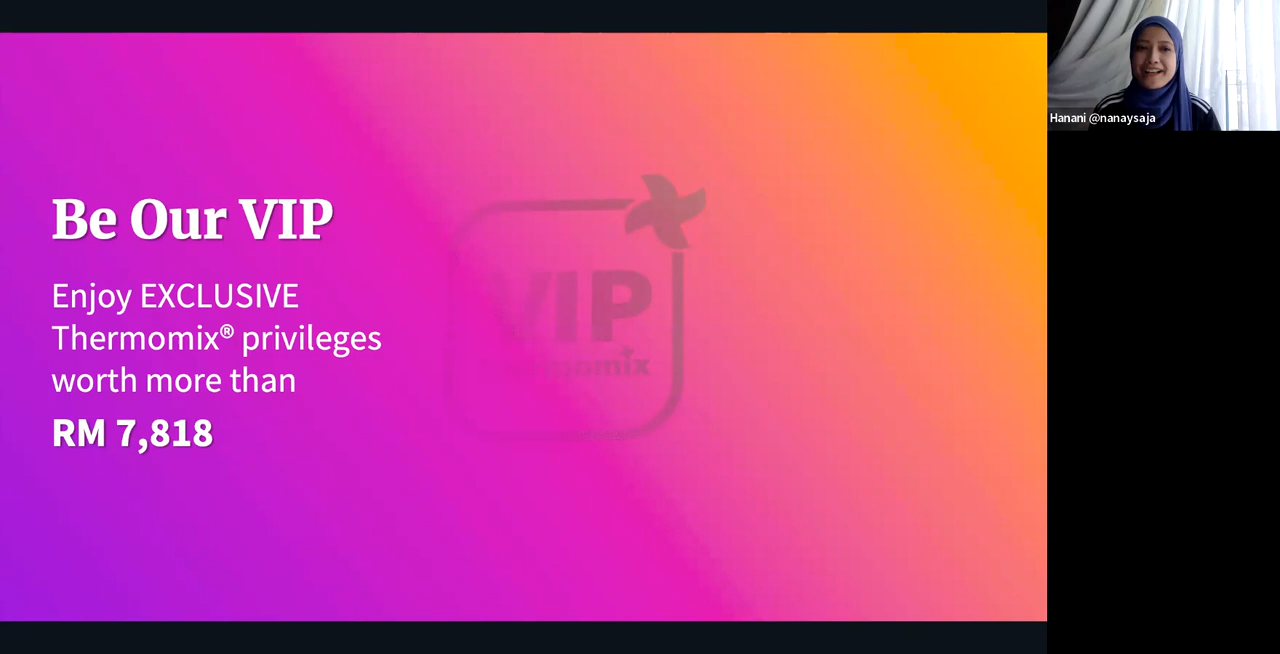 Be Our VIP
Enjoy EXCLUSIVE
Thermomix® privileges
worth more than
RM 7,818
VIP
Hanani @nanaysaja